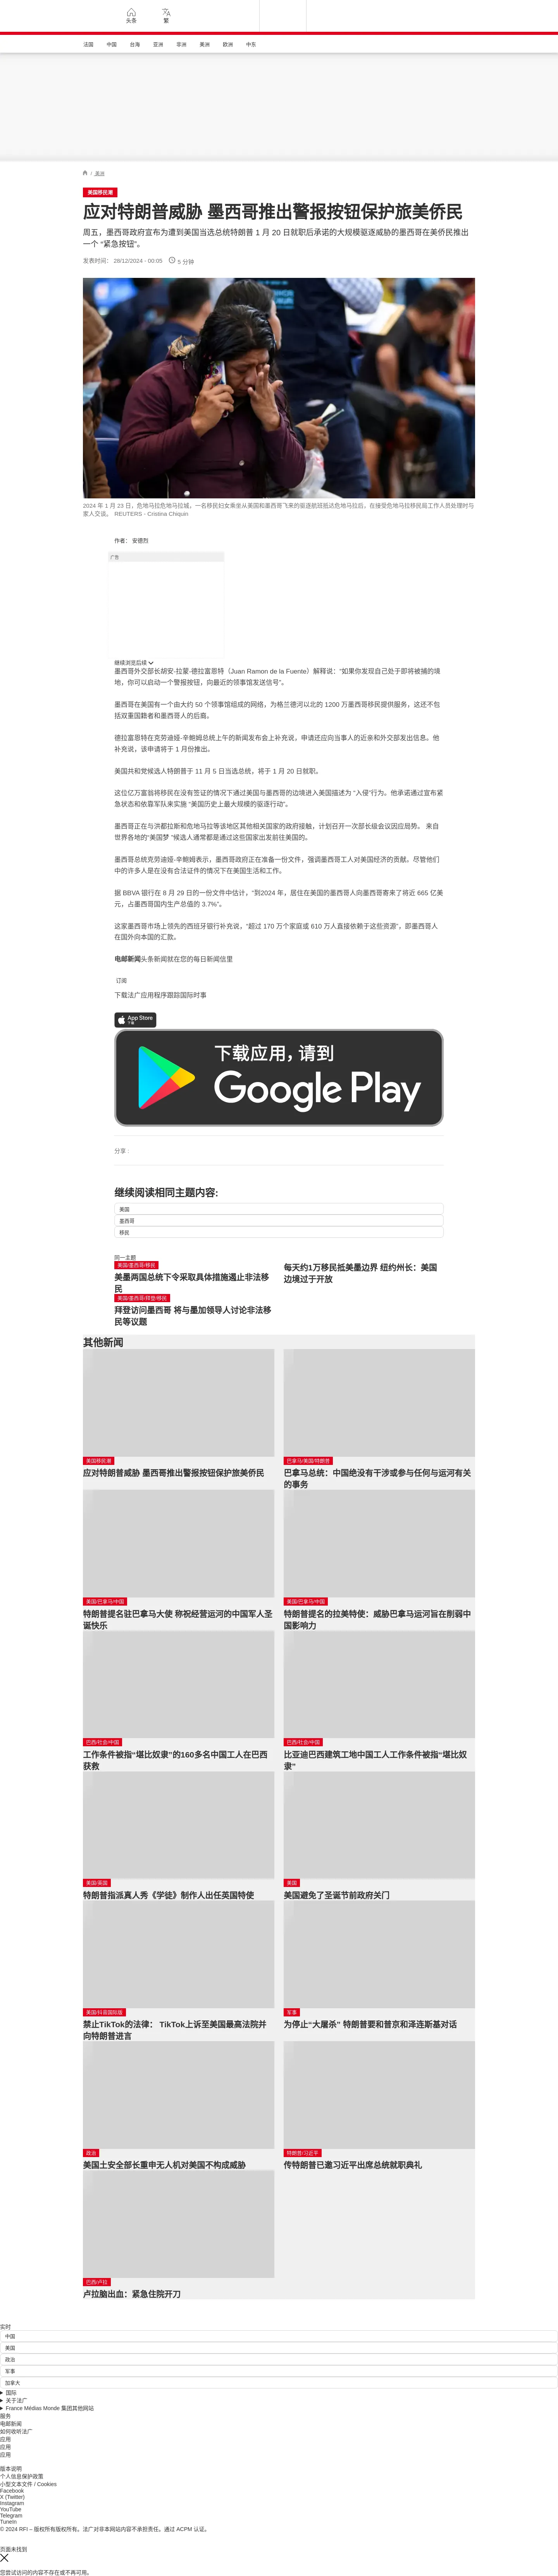 头条
繁
法国
中国
台海
亚洲
非洲
美洲
欧洲
中东
/ 美洲
美国移民潮
应对特朗普威胁 墨西哥推出警报按钮保护旅美侨民
周五，墨西哥政府宣布为遭到美国当选总统特朗普 1 月 20 日就职后承诺的大规模驱逐威胁的墨西哥在美侨民推出
一个 “紧急按钮”。
发表时间： 28/12/2024 - 00:05 5 分钟
2024 年 1 月 23 日，危地马拉危地马拉城，一名移民妇女乘坐从美国和墨西哥飞来的驱逐航班抵达危地马拉后，在接受危地马拉移民局工作人员处理时与
家人交谈。 REUTERS - Cristina Chiquin
作者： 安德烈
广告
继续浏览后续
墨西哥外交部长胡安-拉蒙-德拉富恩特（Juan Ramon de la Fuente）解释说：“如果你发现自己处于即将被捕的境
地，你可以启动一个警报按钮，向最近的领事馆发送信号”。
墨西哥在美国有一个由大约 50 个领事馆组成的网络，为格兰德河以北的 1200 万墨西哥移民提供服务，这还不包
括双重国籍者和墨西哥人的后裔。
德拉富恩特在克劳迪娅-辛鲍姆总统上午的新闻发布会上补充说，申请还应向当事人的近亲和外交部发出信息。他
补充说，该申请将于 1 月份推出。
美国共和党候选人特朗普于 11 月 5 日当选总统，将于 1 月 20 日就职。
这位亿万富翁将移民在没有签证的情况下通过美国与墨西哥的边境进入美国描述为 “入侵”行为。他承诺通过宣布紧
急状态和依靠军队来实施 “美国历史上最大规模的驱逐行动”。
墨西哥正在与洪都拉斯和危地马拉等该地区其他相关国家的政府接触，计划召开一次部长级会议因应局势。 来自
世界各地的“美国梦 ”候选人通常都是通过这些国家出发前往美国的。
墨西哥总统克劳迪娅-辛鲍姆表示，墨西哥政府正在准备一份文件，强调墨西哥工人对美国经济的贡献。尽管他们
中的许多人是在没有合法证件的情况下在美国生活和工作。
据 BBVA 银行在 8 月 29 日的一份文件中估计，“到2024 年，居住在美国的墨西哥人向墨西哥寄来了将近 665 亿美
元，占墨西哥国内生产总值的 3.7%”。
这家墨西哥市场上领先的西班牙银行补充说，“超过 170 万个家庭或 610 万人直接依赖于这些资源”，即墨西哥人
在国外向本国的汇款。
电邮新闻头条新闻就在您的每日新闻信里
订阅
下载法广应用程序跟踪国际时事
App Store
下载
下载应用，请到
Google Play
分享 :
继续阅读相同主题内容:
美国
墨西哥
移民
同一主题
美国/墨西哥/移民
美墨两国总统下令采取具体措施遏止非法移
民
每天约1万移民抵美墨边界 纽约州长：美国
边境过于开放
美国/墨西哥/拜登/移民
拜登访问墨西哥 将与墨加领导人讨论非法移
民等议题
其他新闻
美国移民潮
应对特朗普威胁 墨西哥推出警报按钮保护旅美侨民
巴拿马/美国/特朗普
巴拿马总统：中国绝没有干涉或参与任何与运河有关
的事务
美国/巴拿马/中国
特朗普提名驻巴拿马大使 称祝经营运河的中国军人圣
诞快乐
美国/巴拿马/中国
特朗普提名的拉美特使：威胁巴拿马运河旨在削弱中
国影响力
巴西/社会/中国
工作条件被指“堪比奴隶”的160多名中国工人在巴西
获救
巴西/社会/中国
比亚迪巴西建筑工地中国工人工作条件被指“堪比奴
隶”
美国/英国
特朗普指派真人秀《学徒》制作人出任英国特使
美国
美国避免了圣诞节前政府关门
美国/抖音国际版
禁止TikTok的法律： TikTok上诉至美国最高法院并
向特朗普进言
军事
为停止“大屠杀” 特朗普要和普京和泽连斯基对话
政治
美国土安全部长重申无人机对美国不构成威胁
特朗普/习近平
传特朗普已邀习近平出席总统就职典礼
巴西/卢拉
卢拉脑出血：紧急住院开刀
实时
中国
美国
政治
军事
加拿大
国际
关于法广
France Médias Monde 集团其他网站
服务
电邮新闻
如何收听法广
应用
应用
应用
版本说明
个人信息保护政策
小型文本文件 / Cookies
Facebook
X (Twitter)
Instagram
YouTube
Telegram
TuneIn
© 2024 RFI – 版权所有版权所有。法广对非本网站内容不承担责任。通过 ACPM 认证。
页面未找到
您尝试访问的内容不存在或不再可用。